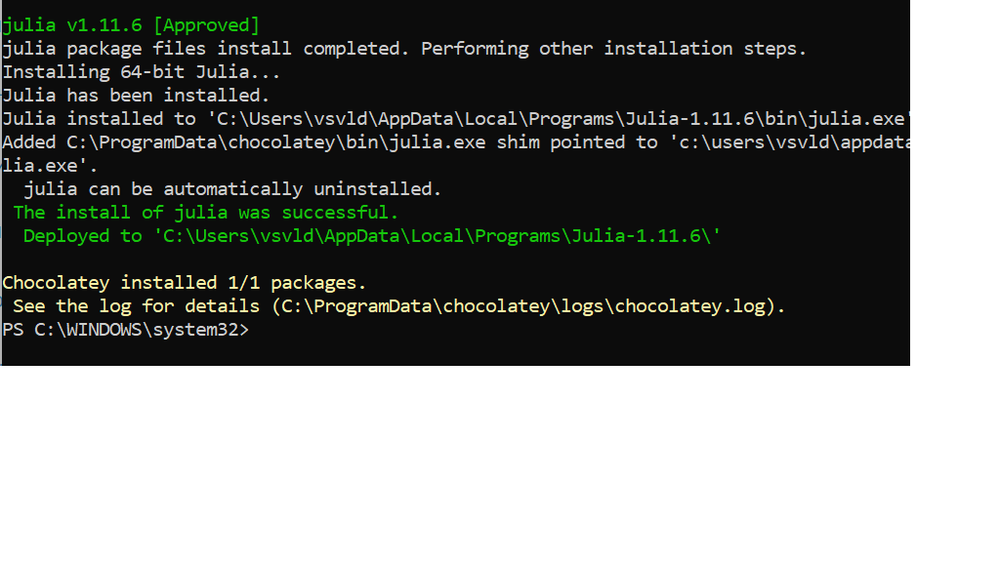 julia v1.11.6 [Approved]
julia package files install completed. Performing other installation steps.
Installing 64-bit Julia...
Julia has been installed.
Julia installed to 'C:\Users\vsvld\AppData\Local\Programs\Julia-1.11.6\bin\julia.exe'
Added C:\ProgramData\chocolatey\bin\julia.exe shim pointed to 'c:\users\vsvld\appdata
lia.exe'.
  julia can be automatically uninstalled.
 The install of julia was successful.
  Deployed to 'C:\Users\vsvld\AppData\Local\Programs\Julia-1.11.6\'
Chocolatey installed 1/1 packages.
 See the log for details (C:\ProgramData\chocolatey\logs\chocolatey.log).
PS C:\WINDOWS\system32>